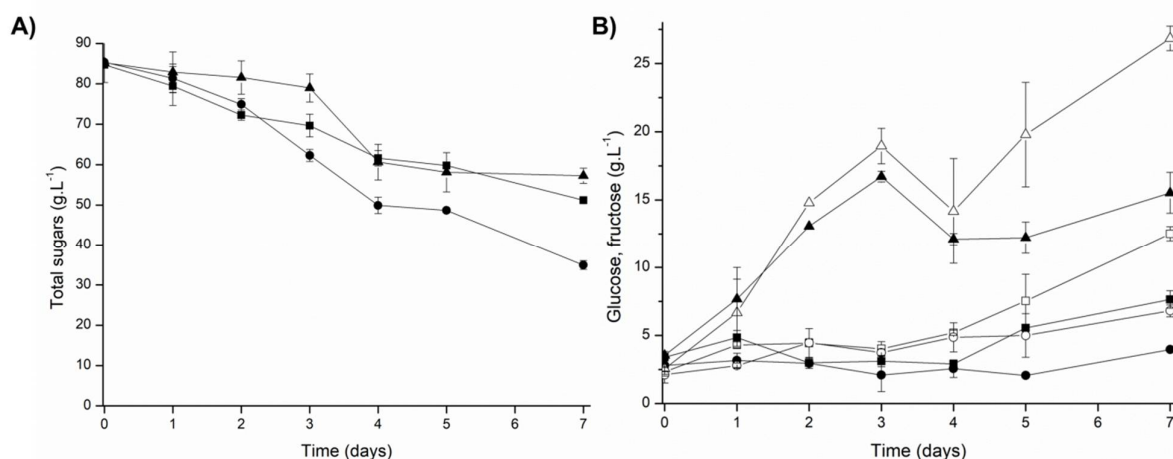 A)
90
80
70
60
50
40
30
20
10
0
Total sugars (g.L⁻¹)
0 1 2 3 4 5 6 7
Time (days)
B)
25
20
15
10
5
0
Glucose, fructose (g.L⁻¹)
0 1 2 3 4 5 6 7
Time (days)